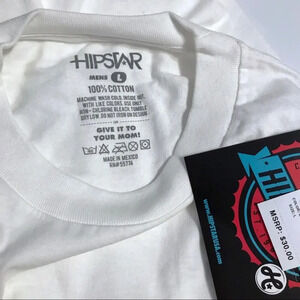 HIPSTAR
MENS L
100% COTTON
MACHINE WASH COLD, INSIDE OUT,
WITH LIKE COLORS, USE ONLY
NON-CHLORINE BLEACH. TUMBLE
DRY LOW. DO NOT IRON ON DESIGN
OR
GIVE IT TO
YOUR MOM!
MADE IN MEXICO
RN# 55774
WWW.HIPSTARUSA.COM
MSRP: $30.00